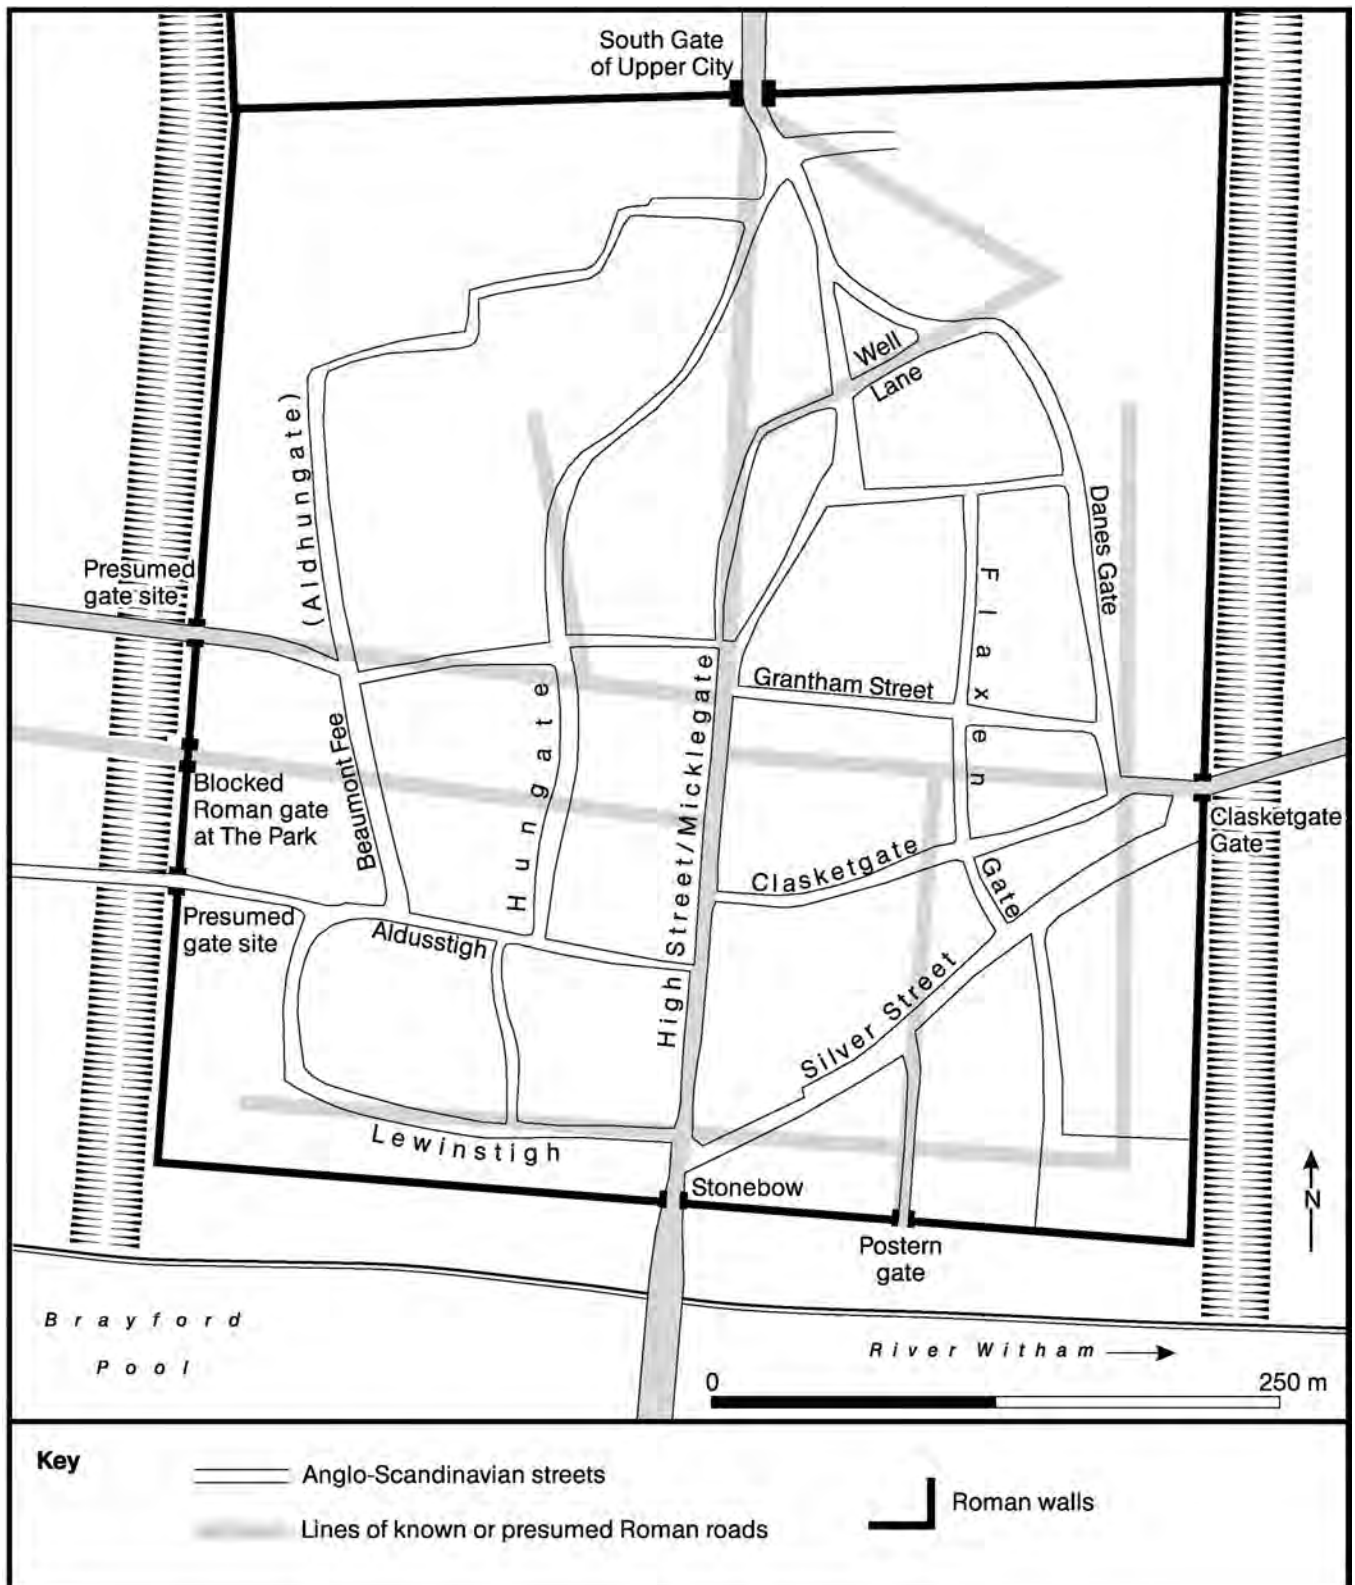 South Gate
of Upper City
Well
Lane
(Aldhungate)
Danes Gate
Presumed
gate site
Flaxen
Gate
Grantham Street
Hungate
High Street/Micklegate
Beaumont Fee
Blocked
Roman gate
at The Park
Clasketgate
Gate
Clasketgate
Presumed
gate site
Aldusstigh
Silver Street
Lewinstigh
Stonebow
N
Postern
gate
Brayford
Pool
River Witham
0
250 m
Key
Anglo-Scandinavian streets
Roman walls
Lines of known or presumed Roman roads